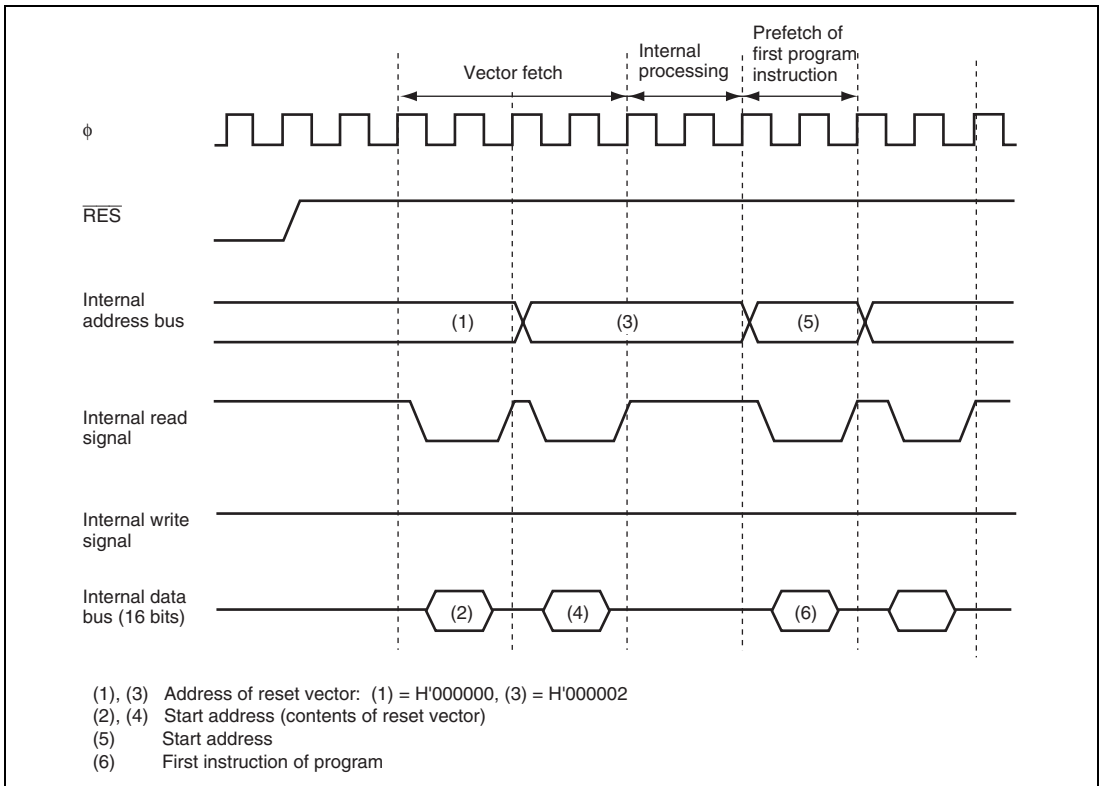 Prefetch of
first program
instruction
Internal
processing
Vector fetch
φ
RES
Internal
address bus
(1)
(3)
(5)
Internal read
signal
Internal write
signal
Internal data
bus (16 bits)
(2)
(4)
(6)
(1), (3) Address of reset vector: (1) = H'000000, (3) = H'000002
(2), (4) Start address (contents of reset vector)
(5) Start address
(6) First instruction of program